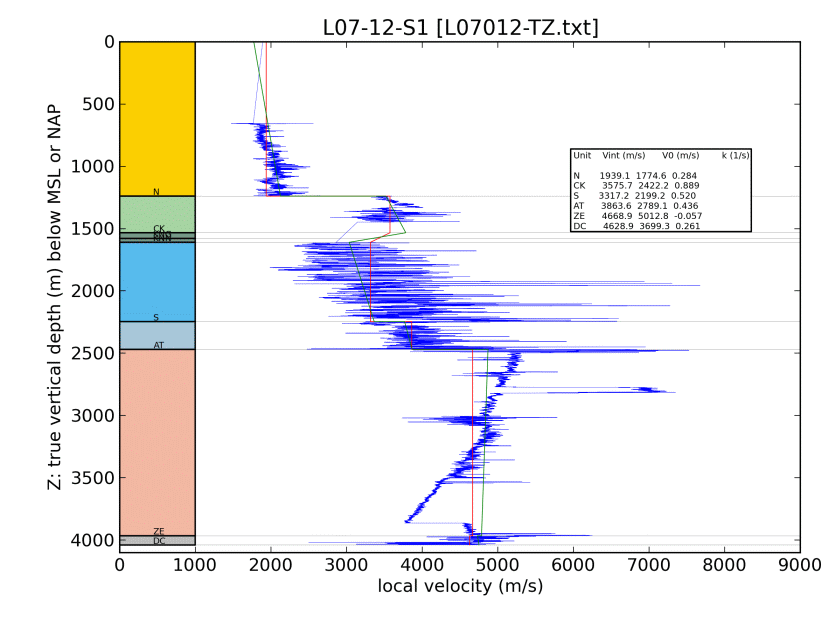 L07-12-S1 [L07012-TZ.txt]
0
500
1000
1500
2000
2500
3000
3500
4000
Z: true vertical depth (m) below MSL or NAP
N
CK
KNN
S
AT
ZE
DC
Unit Vint (m/s) V0 (m/s) k (1/s)
N 1939.1 1774.6 0.284
CK 3575.7 2422.2 0.889
S 3317.2 2199.2 0.520
AT 3863.6 2789.1 0.436
ZE 4668.9 5012.8 -0.057
DC 4628.9 3699.3 0.261
0 1000 2000 3000 4000 5000 6000 7000 8000 9000
local velocity (m/s)